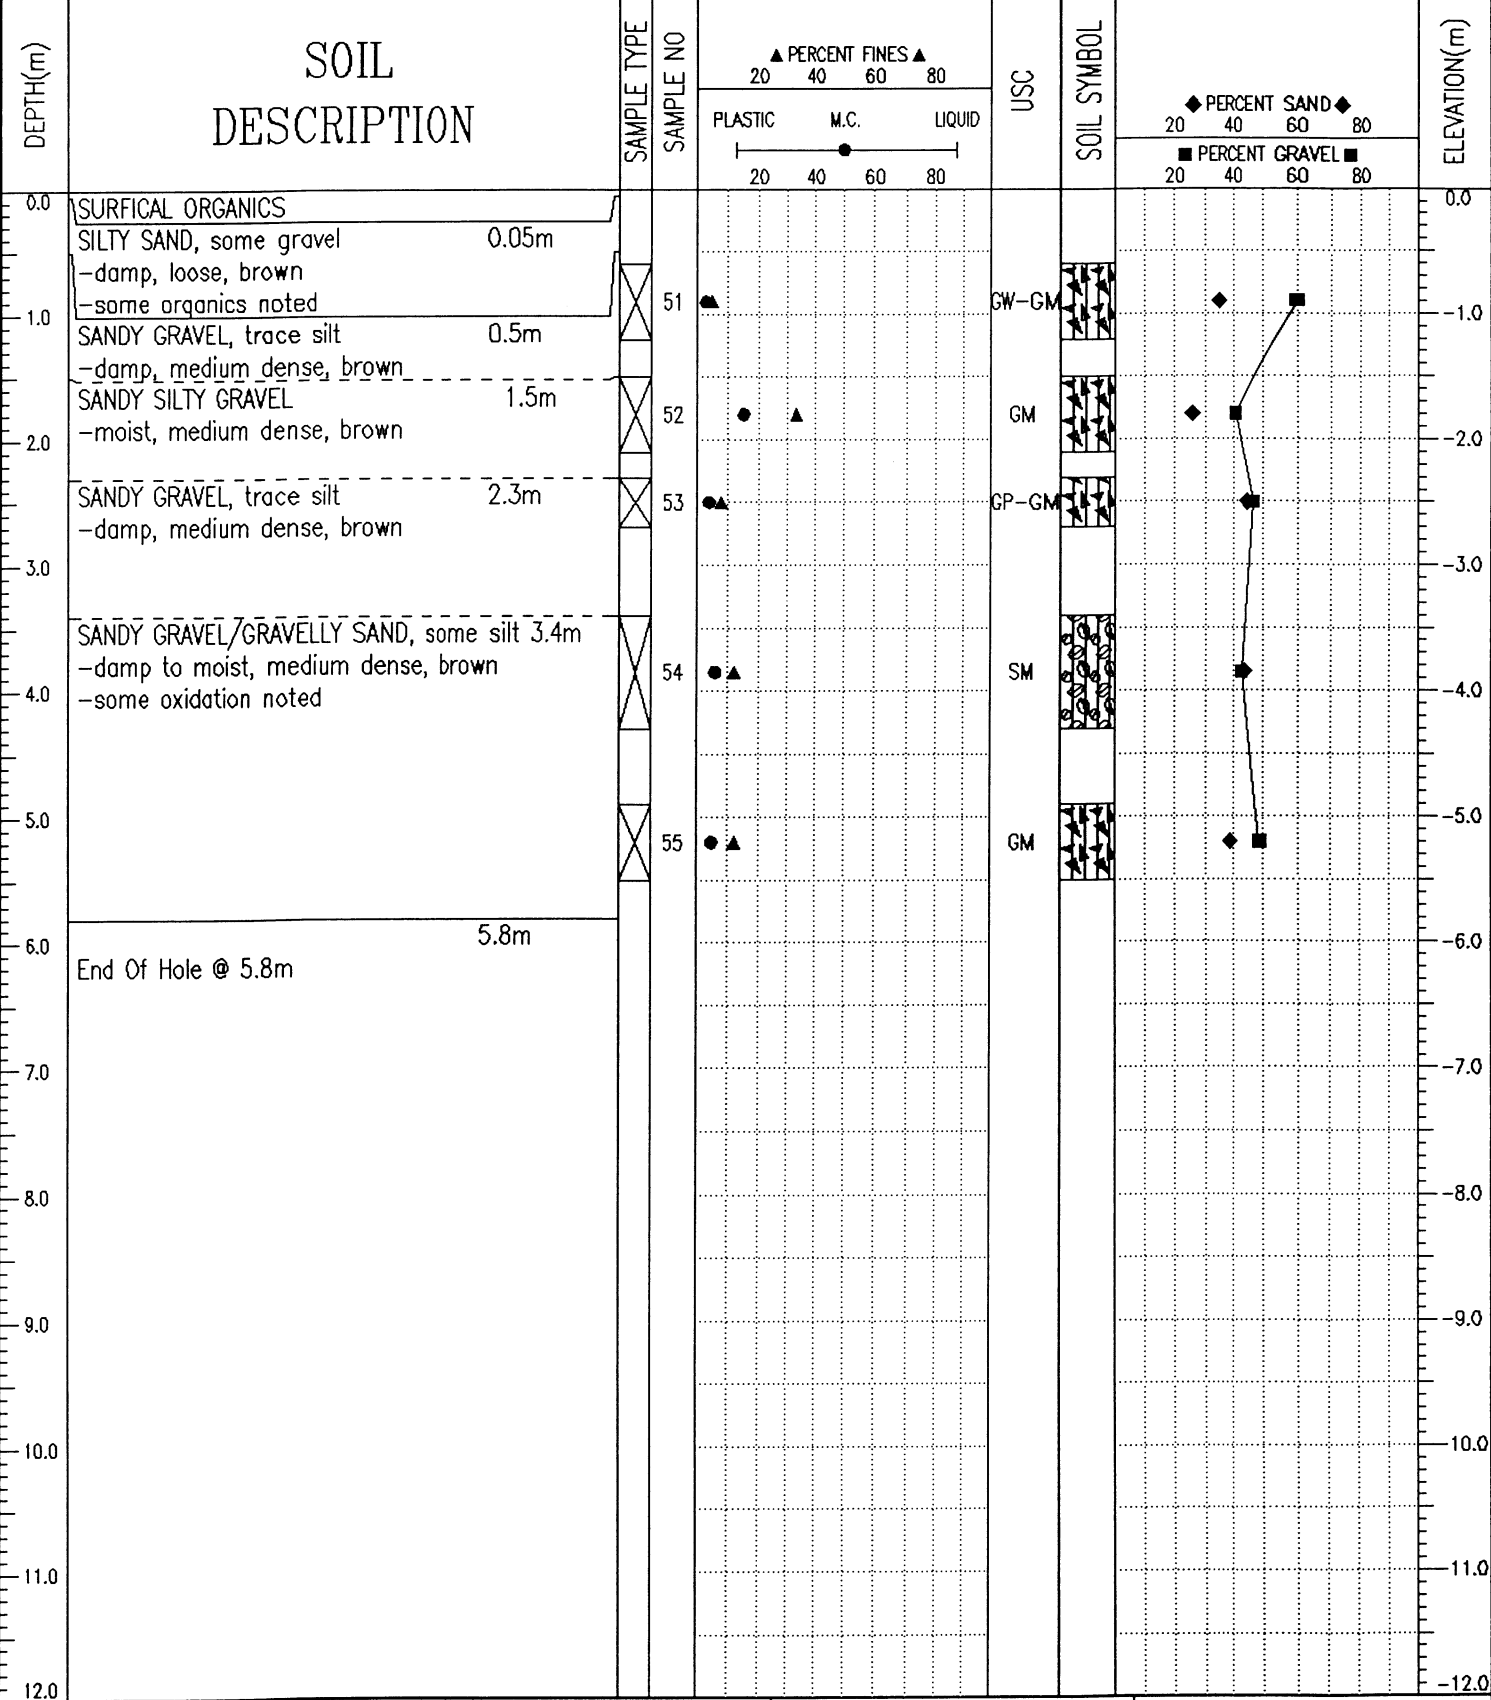 DEPTH(m)
SOIL
DESCRIPTION
SAMPLE TYPE
SAMPLE NO
▲ PERCENT FINES ▲
20 40 60 80
PLASTIC M.C. LIQUID
20 40 60 80
USC
SOIL SYMBOL
◆ PERCENT SAND ◆
20 40 60 80
■ PERCENT GRAVEL ■
20 40 60 80
ELEVATION(m)
0.0 SURFICAL ORGANICS 0.0
SILTY SAND, some gravel 0.05m
-damp, loose, brown
-some organics noted 51 GW-GM
1.0 -1.0
SANDY GRAVEL, trace silt 0.5m
-damp, medium dense, brown
SANDY SILTY GRAVEL 1.5m
52 GM
-moist, medium dense, brown
2.0 -2.0
SANDY GRAVEL, trace silt 2.3m
53 GP-GM
-damp, medium dense, brown
3.0 -3.0
SANDY GRAVEL/GRAVELLY SAND, some silt 3.4m
-damp to moist, medium dense, brown
54 SM
4.0 -some oxidation noted -4.0
5.0 -5.0
55 GM
5.8m
6.0 -6.0
End Of Hole @ 5.8m
7.0 -7.0
8.0 -8.0
9.0 -9.0
10.0 -10.0
11.0 -11.0
12.0 -12.0